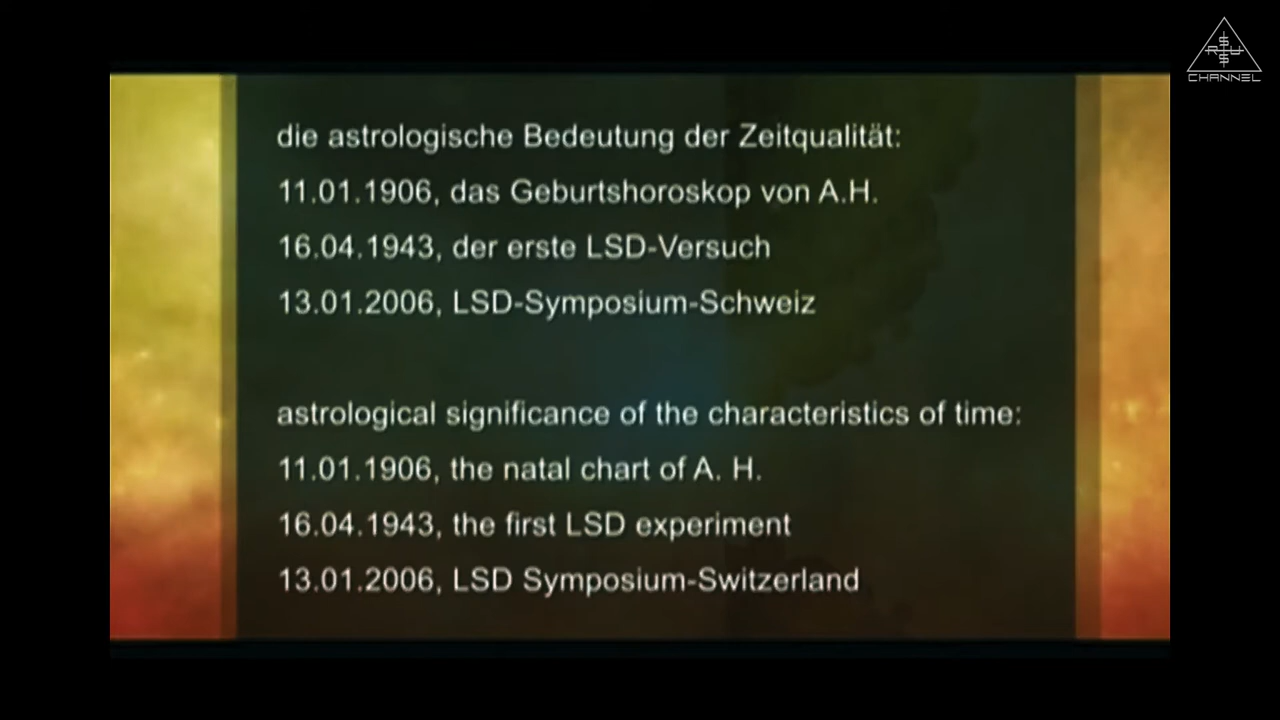 die astrologische Bedeutung der Zeitqualität:
11.01.1906, das Geburtshoroskop von A.H.
16.04.1943, der erste LSD-Versuch
13.01.2006, LSD-Symposium-Schweiz
astrological significance of the characteristics of time:
11.01.1906, the natal chart of A. H.
16.04.1943, the first LSD experiment
13.01.2006, LSD Symposium-Switzerland
CHANNEL